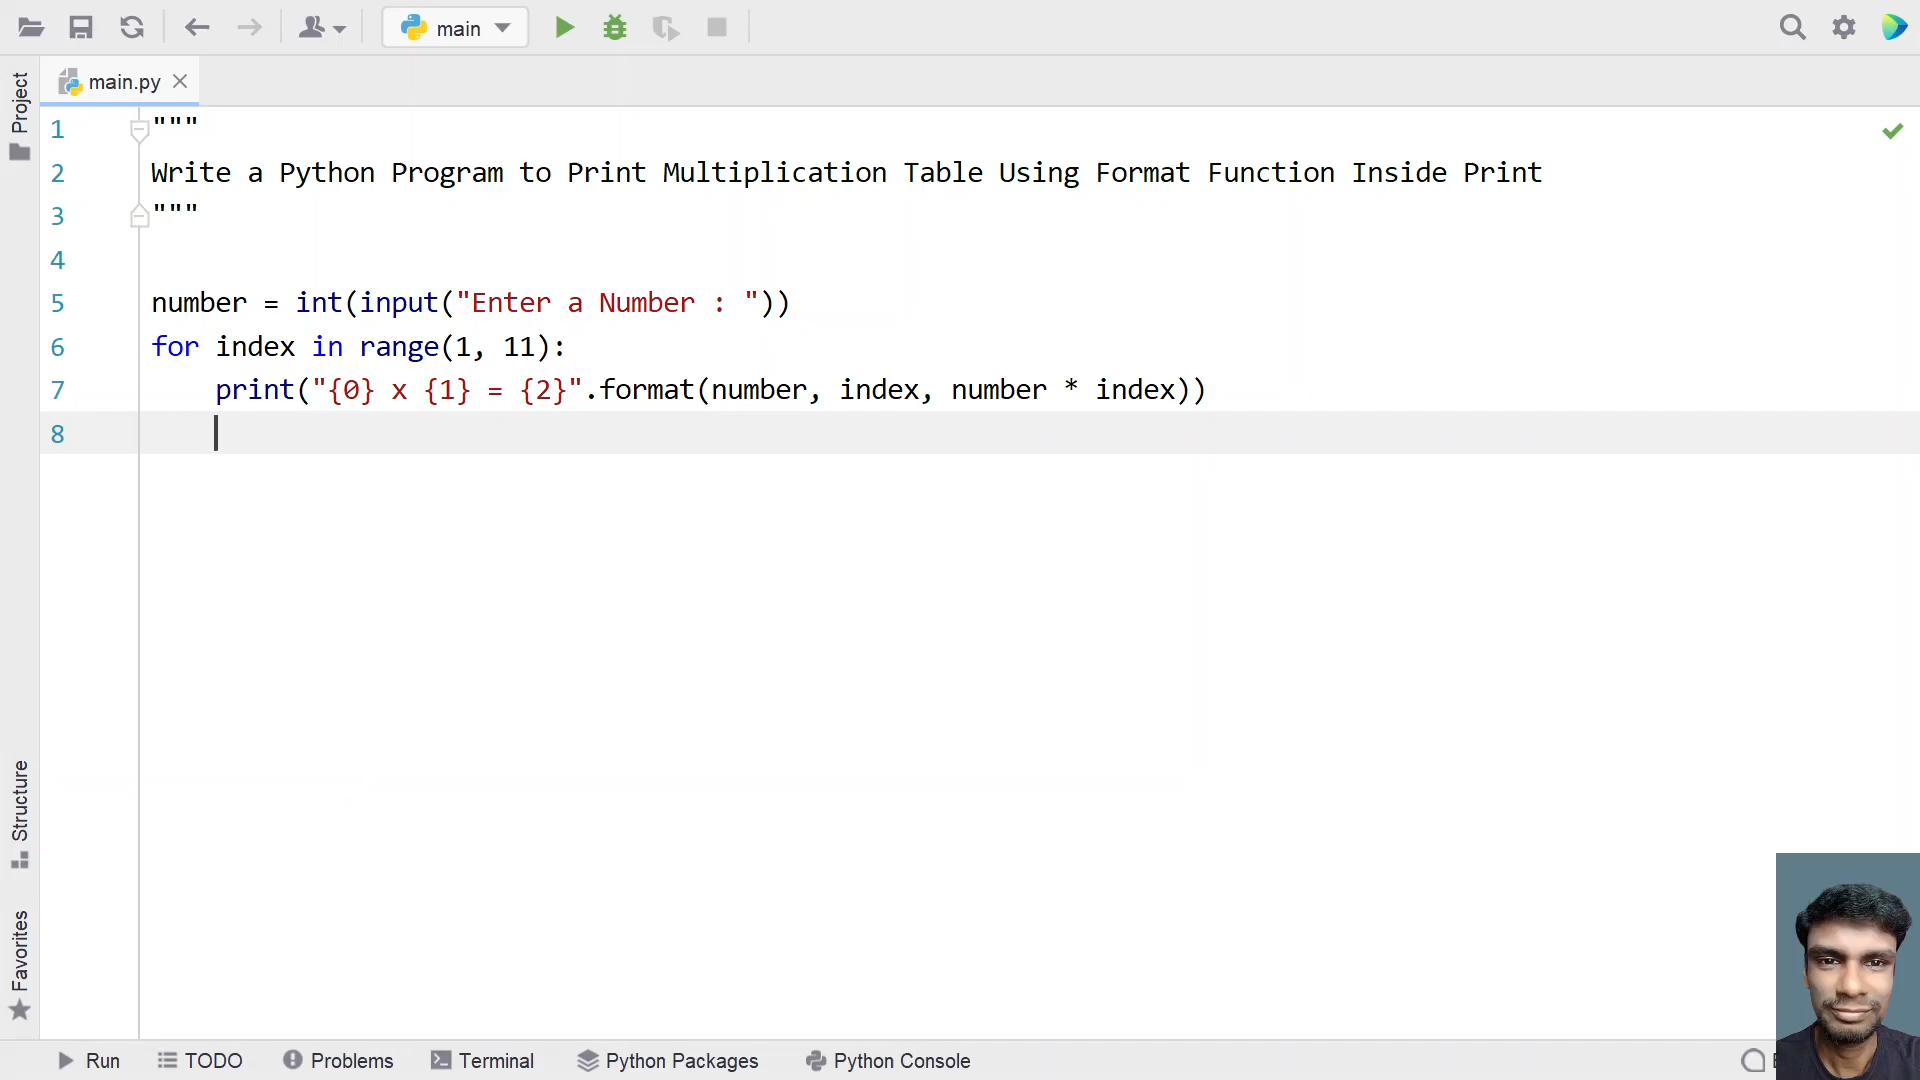 main
main.py
Project
1 """
2 Write a Python Program to Print Multiplication Table Using Format Function Inside Print
3 """
4
5 number = int(input("Enter a Number : "))
6 for index in range(1, 11):
7     print("{0} x {1} = {2}".format(number, index, number * index))
8
Structure
Favorites
Run TODO Problems Terminal Python Packages Python Console